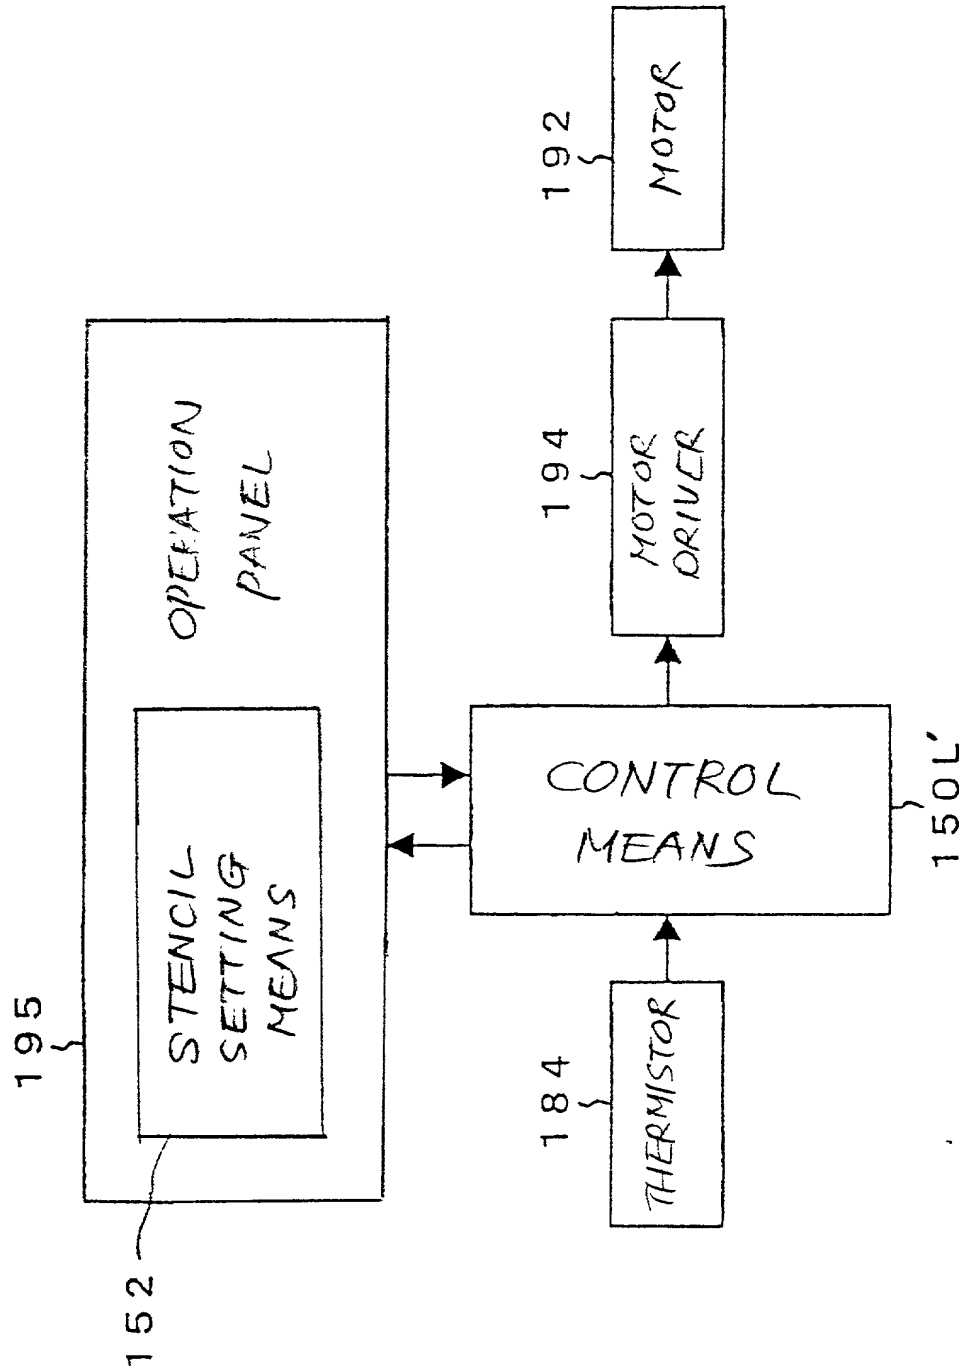 195
152
STENCIL
SETTING
MEANS
OPERATION
PANEL
184
THERMISTOR
CONTROL
MEANS
150L'
194
MOTOR
DRIVER
192
MOTOR